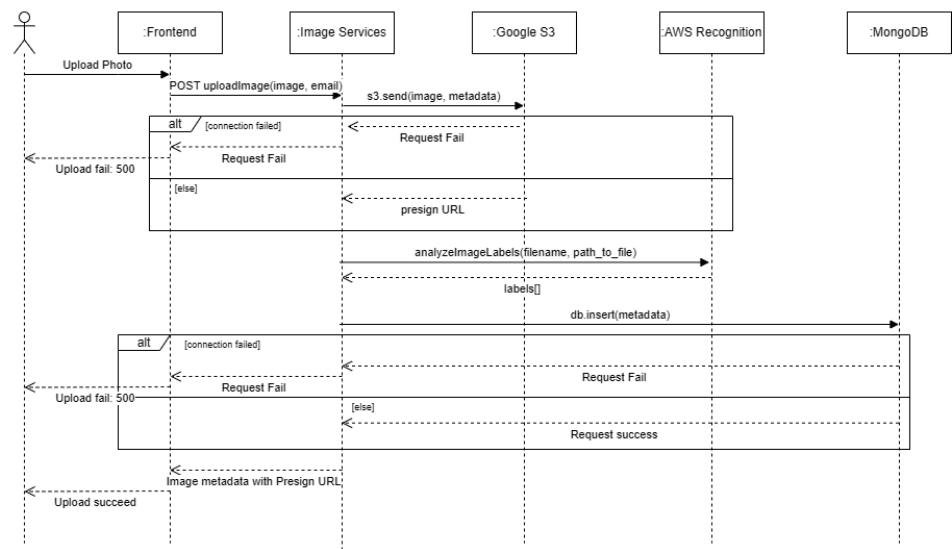 :Frontend
:Image Services
:Google S3
:AWS Recognition
:MongoDB
Upload Photo
POST uploadImage(image, email)
s3.send(image, metadata)
alt
[connection failed]
Request Fail
Request Fail
Upload fail: 500
[else]
presign URL
analyzeImageLabels(filename, path_to_file)
labels[]
db.insert(metadata)
alt
[connection failed]
Request Fail
Request Fail
Upload fail: 500
[else]
Request success
Image metadata with Presign URL
Upload succeed